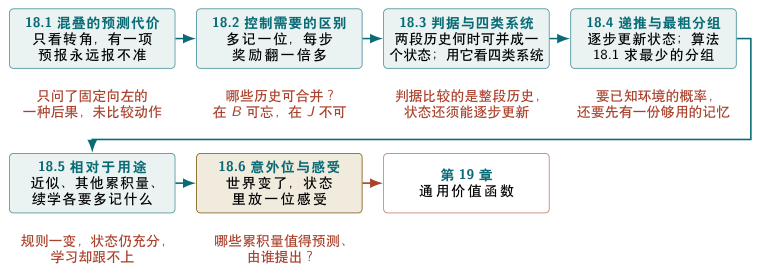 18.1 混叠的预测代价
只看转角，有一项
预报永远报不准
18.2 控制需要的区别
多记一位，每步
奖励翻一倍多
18.3 判据与四类系统
两段历史何时可并成一
个状态；用它看四类系统
18.4 递推与最粗分组
逐步更新状态；算法
18.1 求最少的分组
只问了固定向左的
一种后果，未比较动作
哪些历史可合并？
在 B 可忘，在 J 不可
判据比较的是整段历史，
状态还须能逐步更新
要已知环境的概率，
还要先有一份够用的记忆
18.5 相对于用途
近似、其他累积量、
续学各要多记什么
18.6 意外位与感受
世界变了，状态
里放一位感受
第 19 章
通用价值函数
规则一变，状态仍充分，
学习却跟不上
哪些累积量值得预测、
由谁提出？